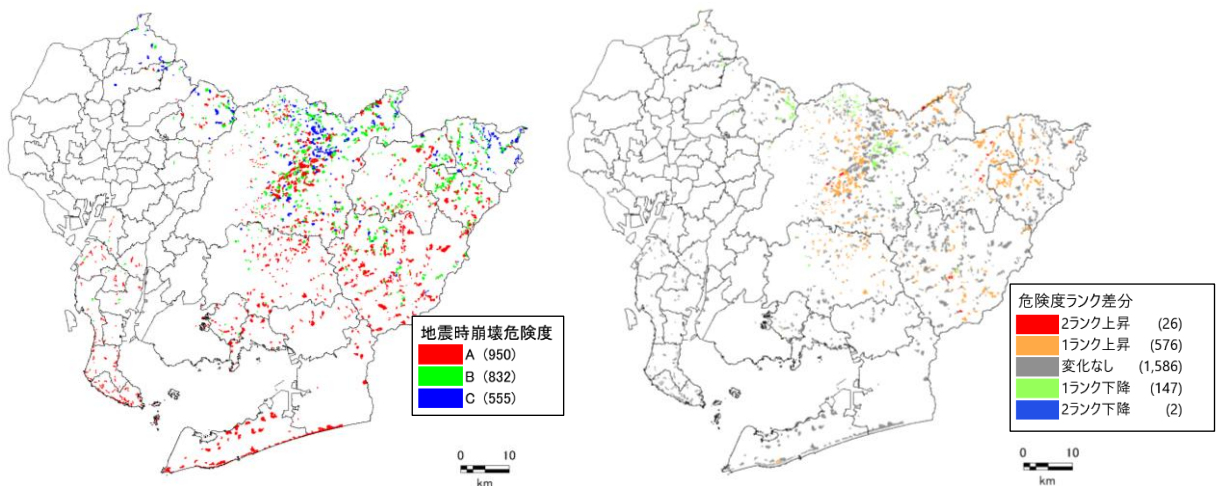 地震時崩壊危険度
A (950)
B (832)
C (555)
0 10
km
危険度ランク差分
2ランク上昇 (26)
1ランク上昇 (576)
変化なし (1,586)
1ランク下降 (147)
2ランク下降 (2)
0 10
km